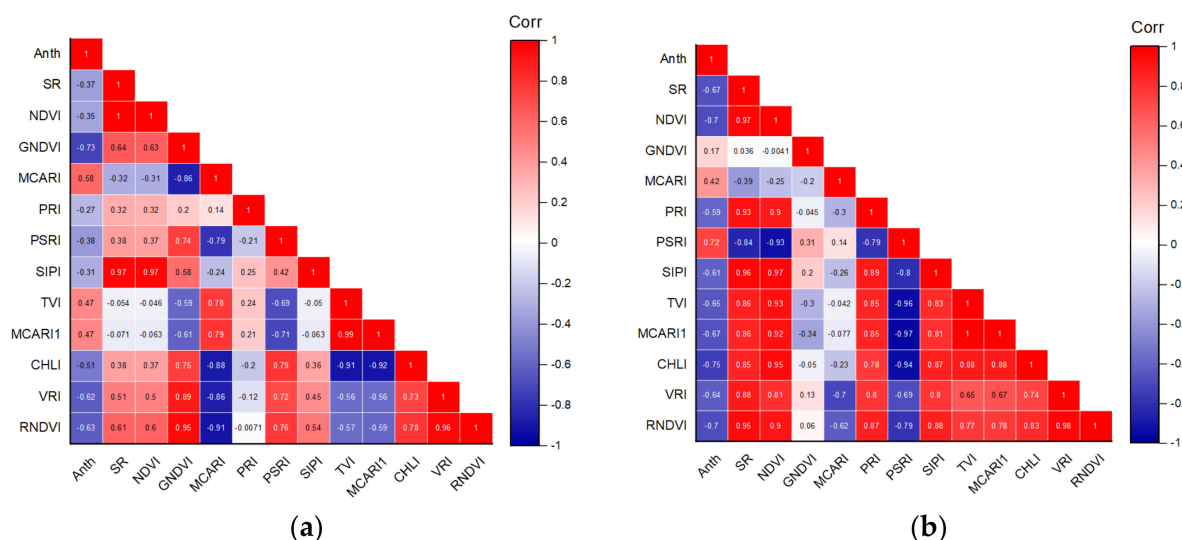 Corr
Anth 1 1
SR -0.37 1 0.8
NDVI -0.35 1 1 0.6
GNDVI -0.73 0.64 0.63 1 0.4
MCARI 0.58 -0.32 -0.31 -0.86 1
PRI -0.27 0.32 0.32 0.2 0.14 1 0.2
PSRI -0.38 0.38 0.37 0.74 -0.79 -0.21 1 0
SIPI -0.31 0.97 0.97 0.58 -0.24 0.25 0.42 1 -0.2
TVI 0.47 -0.054 -0.046 -0.59 0.78 0.24 -0.69 -0.05 1 -0.4
MCARI1 0.47 -0.071 -0.063 -0.61 0.79 0.21 -0.71 -0.063 0.99 1
CHLI -0.51 0.38 0.37 0.75 -0.88 -0.2 0.79 0.36 -0.91 -0.92 1 -0.6
VRI -0.62 0.51 0.5 0.89 -0.86 -0.12 0.72 0.45 -0.56 -0.56 0.73 1 -0.8
RNDVI -0.63 0.61 0.6 0.95 -0.91 -0.0071 0.76 0.54 -0.57 -0.59 0.78 0.96 1 -1
Anth SR NDVI GNDVI MCARI PRI PSRI SIPI TVI MCARI1 CHLI VRI RNDVI
(a)
Corr
Anth 1 1
SR -0.67 1 0.8
NDVI -0.7 0.97 1 0.6
GNDVI 0.17 0.036 -0.0041 1 0.4
MCARI 0.42 -0.39 -0.25 -0.2 1
PRI -0.59 0.93 0.9 -0.045 -0.3 1 0.2
PSRI 0.72 -0.84 -0.93 0.31 0.14 -0.79 1 0
SIPI -0.61 0.96 0.97 0.2 -0.26 0.89 -0.8 1 -0.2
TVI -0.65 0.86 0.93 -0.3 -0.042 0.85 -0.96 0.83 1 -0.4
MCARI1 -0.67 0.86 0.92 -0.34 -0.077 0.85 -0.97 0.81 1 1
CHLI -0.75 0.85 0.95 -0.05 -0.23 0.78 -0.94 0.87 0.88 0.88 1 -0.6
VRI -0.64 0.88 0.81 0.13 -0.7 0.8 -0.69 0.8 0.65 0.67 0.74 1 -0.8
RNDVI -0.7 0.95 0.9 0.06 -0.62 0.87 -0.79 0.88 0.77 0.78 0.83 0.98 1 -1
Anth SR NDVI GNDVI MCARI PRI PSRI SIPI TVI MCARI1 CHLI VRI RNDVI
(b)